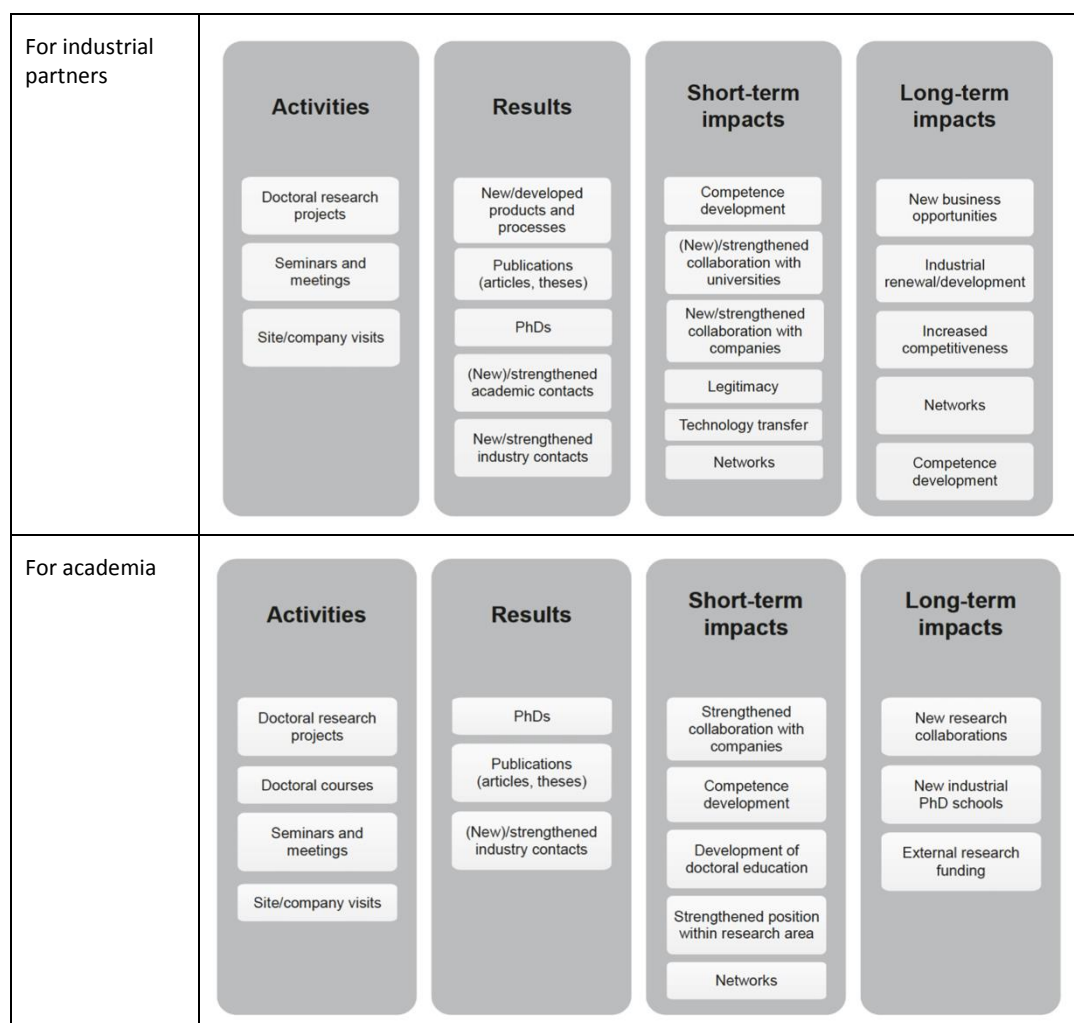 For industrial
partners
Activities
Doctoral research
projects
Seminars and
meetings
Site/company visits
Results
New/developed
products and
processes
Publications
(articles, theses)
PhDs
(New)/strengthened
academic contacts
New/strengthened
industry contacts
Short-term
impacts
Competence
development
(New)/strengthened
collaboration with
universities
New/strengthened
collaboration with
companies
Legitimacy
Technology transfer
Networks
Long-term
impacts
New business
opportunities
Industrial
renewal/development
Increased
competitiveness
Networks
Competence
development
For academia
Activities
Doctoral research
projects
Doctoral courses
Seminars and
meetings
Site/company visits
Results
PhDs
Publications
(articles, theses)
(New)/strengthened
industry contacts
Short-term
impacts
Strengthened
collaboration with
companies
Competence
development
Development of
doctoral education
Strengthened position
within research area
Networks
Long-term
impacts
New research
collaborations
New industrial
PhD schools
External research
funding